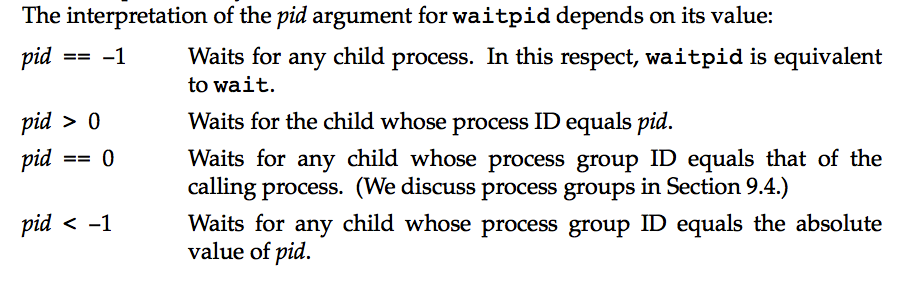 The interpretation of the pid argument for waitpid depends on its value:
pid == −1 Waits for any child process. In this respect, waitpid is equivalent
to wait.
pid > 0 Waits for the child whose process ID equals pid.
pid == 0 Waits for any child whose process group ID equals that of the
calling process. (We discuss process groups in Section 9.4.)
pid < −1 Waits for any child whose process group ID equals the absolute
value of pid.